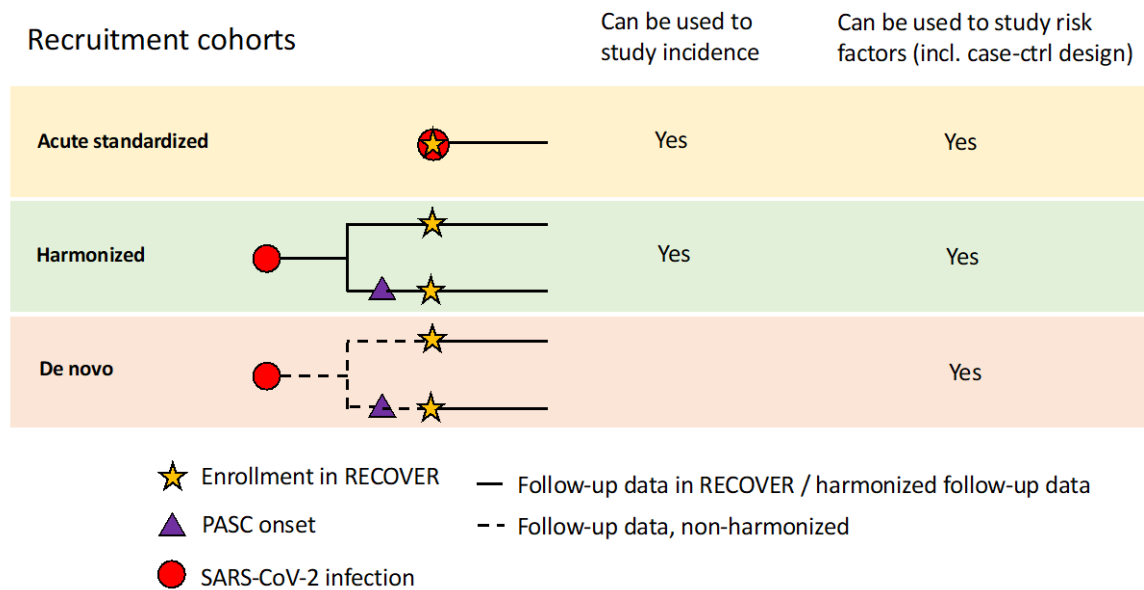 Recruitment cohorts
Can be used to
study incidence
Can be used to study risk
factors (incl. case-ctrl design)
Acute standardized
Yes
Yes
Harmonized
Yes
Yes
De novo
Yes
Enrollment in RECOVER
Follow-up data in RECOVER / harmonized follow-up data
PASC onset
Follow-up data, non-harmonized
SARS-CoV-2 infection